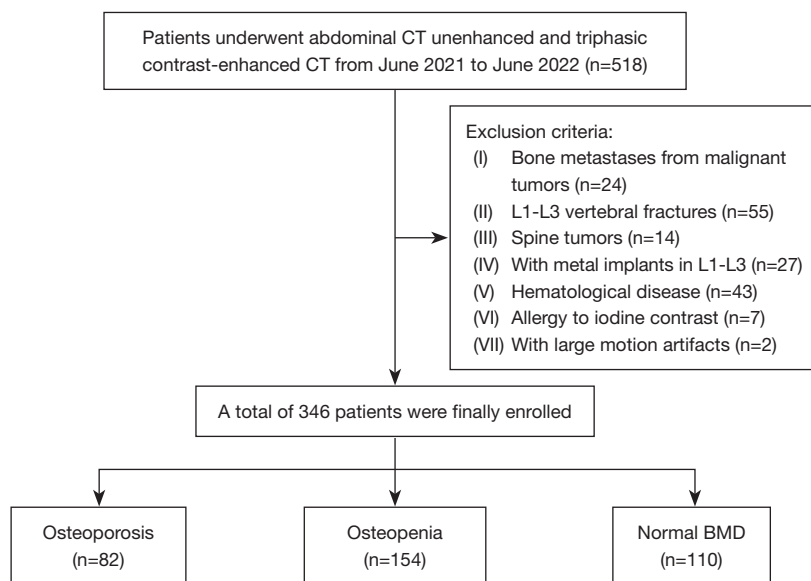 Patients underwent abdominal CT unenhanced and triphasic
contrast-enhanced CT from June 2021 to June 2022 (n=518)
Exclusion criteria:
(I) Bone metastases from malignant
tumors (n=24)
(II) L1-L3 vertebral fractures (n=55)
(III) Spine tumors (n=14)
(IV) With metal implants in L1-L3 (n=27)
(V) Hematological disease (n=43)
(VI) Allergy to iodine contrast (n=7)
(VII) With large motion artifacts (n=2)
A total of 346 patients were finally enrolled
Osteoporosis
(n=82)
Osteopenia
(n=154)
Normal BMD
(n=110)